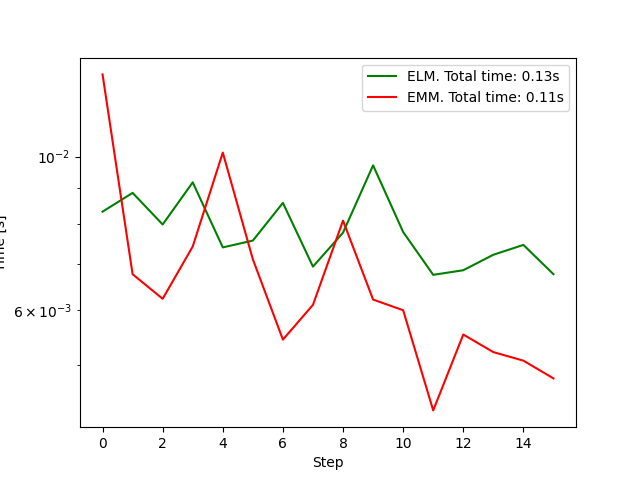 ELM. Total time: 0.13s
EMM. Total time: 0.11s
10⁻²
6 × 10⁻³
[s]
0 2 4 6 8 10 12 14
Step